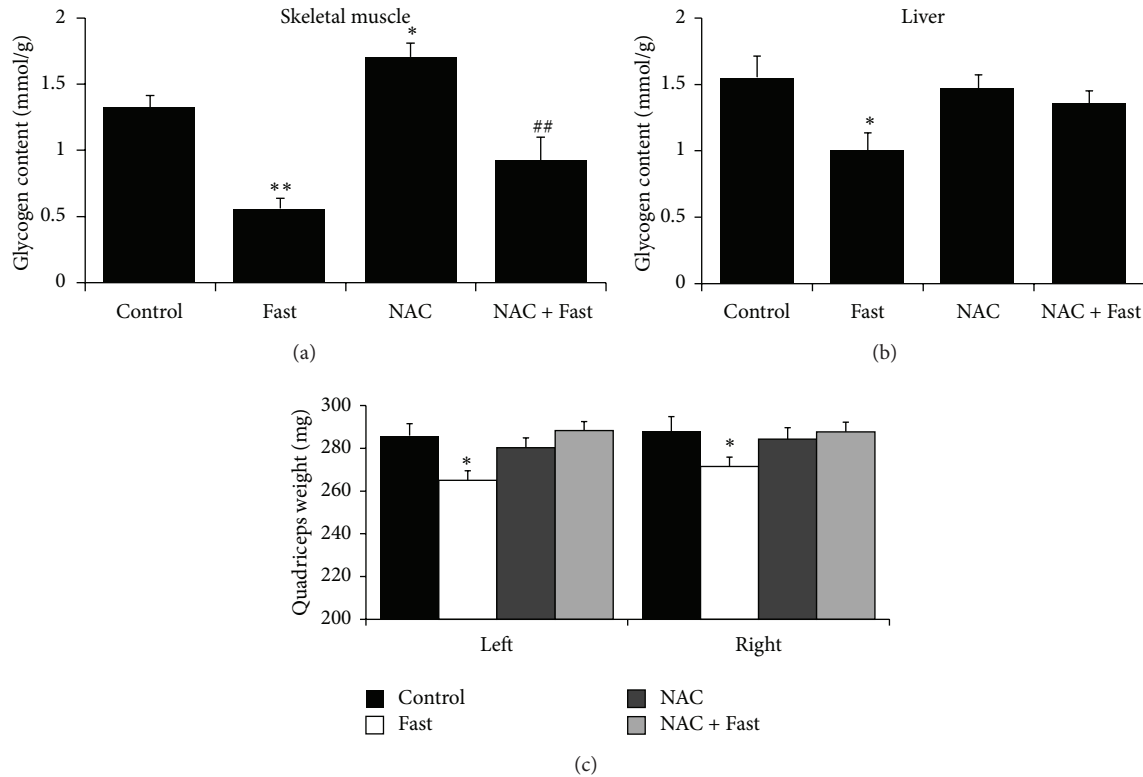 Skeletal muscle
Glycogen content (mmol/g)
2
1.5
1
0.5
0
*
**
##
Control Fast NAC NAC + Fast
(a)
Liver
Glycogen content (mmol/g)
2
1.5
1
0.5
0
*
Control Fast NAC NAC + Fast
(b)
Quadriceps weight (mg)
300
280
260
240
220
200
*
*
Left Right
Control
Fast
NAC
NAC + Fast
(c)